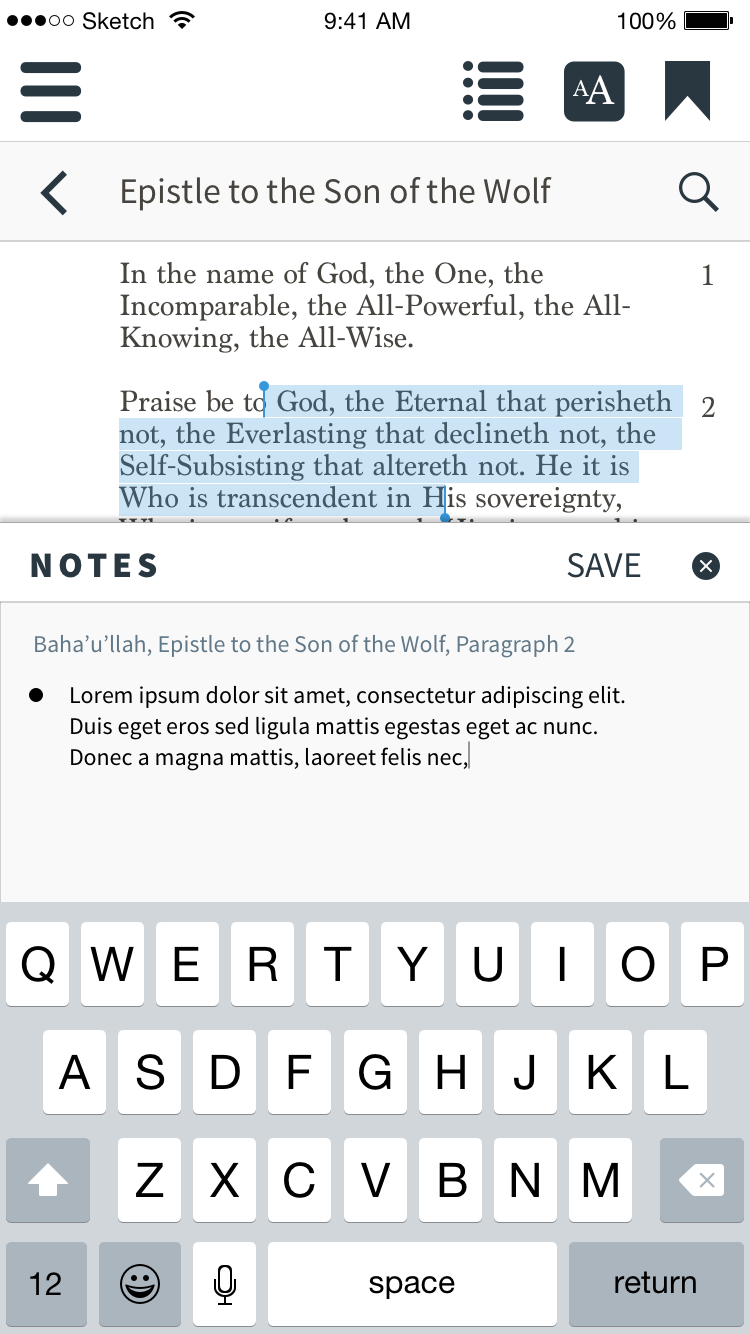 Sketch 9:41 AM 100%
AA
Epistle to the Son of the Wolf
In the name of God, the One, the 1
Incomparable, the All-Powerful, the All-
Knowing, the All-Wise.
Praise be to God, the Eternal that perisheth 2
not, the Everlasting that declineth not, the
Self-Subsisting that altereth not. He it is
Who is transcendent in His sovereignty,
NOTES SAVE
Baha’u’llah, Epistle to the Son of the Wolf, Paragraph 2
Lorem ipsum dolor sit amet, consectetur adipiscing elit.
Duis eget eros sed ligula mattis egestas eget ac nunc.
Donec a magna mattis, laoreet felis nec,
Q W E R T Y U I O P
A S D F G H J K L
Z X C V B N M
12 space return